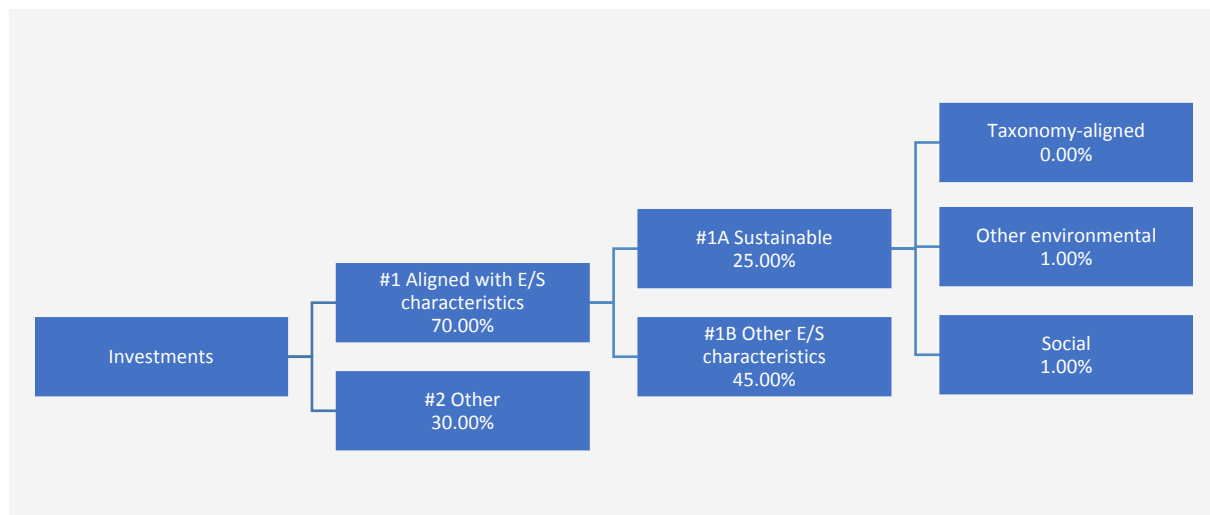 Investments
#1 Aligned with E/S
characteristics
70.00%
#2 Other
30.00%
#1A Sustainable
25.00%
#1B Other E/S
characteristics
45.00%
Taxonomy-aligned
0.00%
Other environmental
1.00%
Social
1.00%